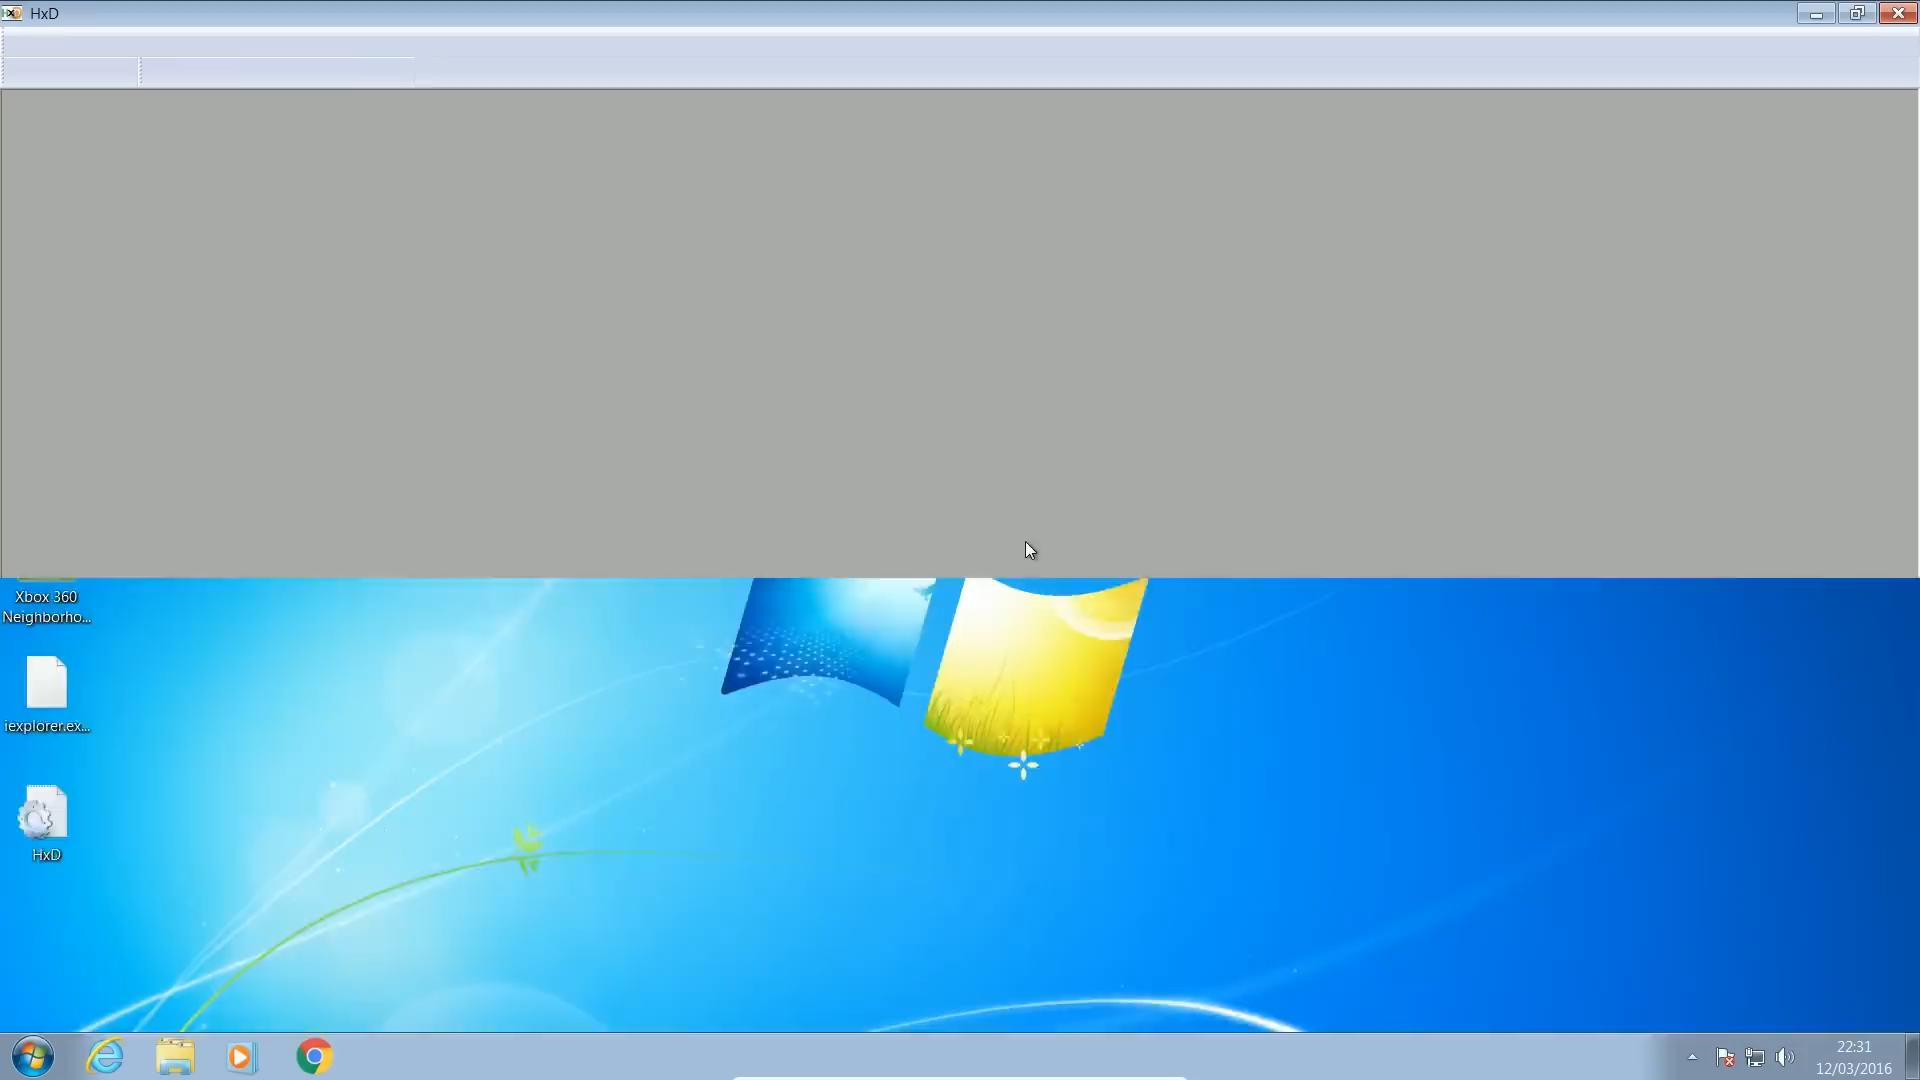 HxD
Xbox 360
Neighborho...
iexplorer.ex...
HxD
22:31
12/03/2016